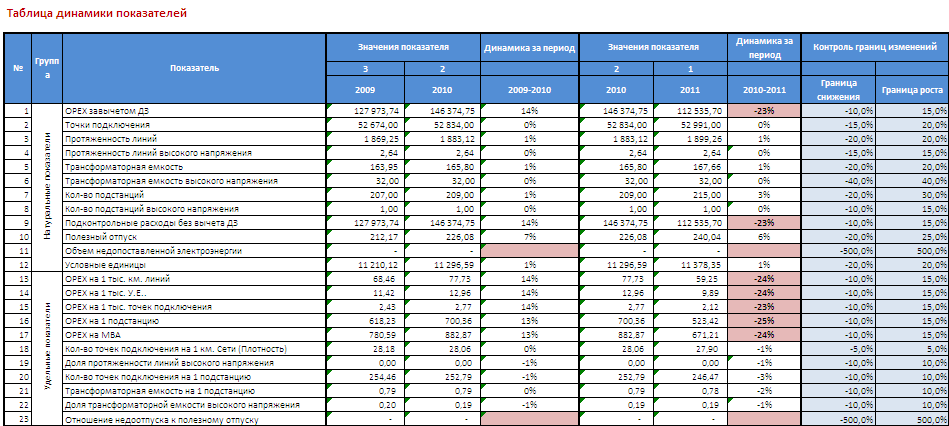 Таблица динамики показателей
№ Группа Показатель Значения показателя Динамика за период Значения показателя Динамика за период Контроль границ изменений
3 2 2 1
2009 2010 2009-2010 2010 2011 2010-2011 Граница снижения Граница роста
Натуральные показатели
1 OPEX завычетом ДЗ 127 973,74 146 374,75 14% 146 374,75 112 535,70 -23% -10,0% 15,0%
2 Точки подключения 52 674,00 52 834,00 0% 52 834,00 52 991,00 0% -15,0% 20,0%
3 Протяженность линий 1 869,25 1 883,12 1% 1 883,12 1 899,26 1% -20,0% 20,0%
4 Протяженность линий высокого напряжения 2,64 2,64 0% 2,64 2,64 0% -10,0% 15,0%
5 Трансформаторная емкость 163,95 165,80 1% 165,80 167,66 1% -20,0% 20,0%
6 Трансформаторная емкость высокого напряжения 32,00 32,00 0% 32,00 32,00 0% -40,0% 40,0%
7 Кол-во подстанций 207,00 209,00 1% 209,00 215,00 3% -20,0% 30,0%
8 Кол-во подстанций высокого напряжения 1,00 1,00 0% 1,00 1,00 0% -10,0% 15,0%
9 Подконтрольные расходы без вычета ДЗ 127 973,74 146 374,75 14% 146 374,75 112 535,70 -23% -10,0% 15,0%
10 Полезный отпуск 212,17 226,08 7% 226,08 240,04 6% -20,0% 25,0%
11 Объем недопоставленной электроэнергии - - - - -500,0% 500,0%
12 Условные единицы 11 210,12 11 296,59 1% 11 296,59 11 378,35 1% -20,0% 20,0%
Удельные показатели
13 OPEX на 1 тыс. км. линий 68,46 77,73 14% 77,73 59,25 -24% -10,0% 15,0%
14 OPEX на 1 тыс. У.Е.. 11,42 12,96 14% 12,96 9,89 -24% -10,0% 15,0%
15 OPEX на 1 тыс. точек подключения 2,43 2,77 14% 2,77 2,12 -23% -10,0% 15,0%
16 OPEX на 1 подстанцию 618,23 700,36 13% 700,36 523,42 -25% -10,0% 15,0%
17 OPEX на МВА 780,59 882,87 13% 882,87 671,21 -24% -10,0% 15,0%
18 Кол-во точек подключения на 1 км. Сети (Плотность) 28,18 28,06 0% 28,06 27,90 -1% -5,0% 5,0%
19 Доля протяженности линий высокого напряжения 0,00 0,00 -1% 0,00 0,00 -1% -10,0% 10,0%
20 Кол-во точек подключения на 1 подстанцию 254,46 252,79 -1% 252,79 246,47 -3% -10,0% 10,0%
21 Трансформаторная емкость на 1 подстанцию 0,79 0,79 0% 0,79 0,78 -2% -10,0% 10,0%
22 Доля трансформаторной емкости высокого напряжения 0,20 0,19 -1% 0,19 0,19 -1% -10,0% 10,0%
23 Отношение недоотпуска к полезному отпуску - - - - -500,0% 500,0%